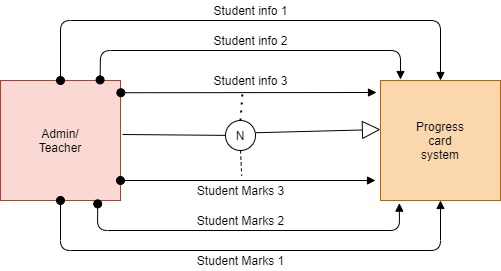 Student info 1
Student info 2
Student info 3
Admin/
Teacher
N
Progress
card
system
Student Marks 3
Student Marks 2
Student Marks 1